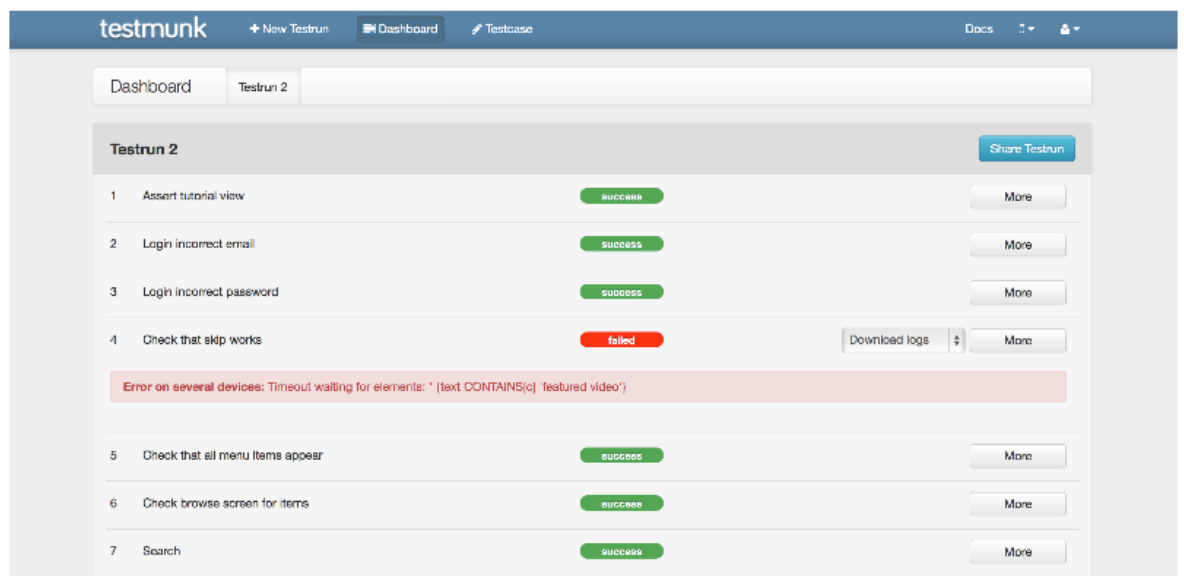 testmunk + New Testrun Dashboard Testcase Docs
Dashboard Testrun 2
Testrun 2 Share Testrun
1 Assert tutorial view success More
2 Login incorrect email success More
3 Login incorrect password success More
4 Check that skip works failed Download logs More
Error on several devices: Timeout waiting for elements: * {text CONTAINS[c] 'featured video'}
5 Check that all menu items appear success More
6 Check browse screen for items success More
7 Search success More